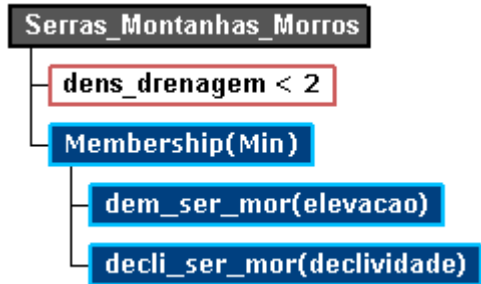 Serras_Montanhas_Morros
dens_drenagem < 2
Membership(Min)
dem_ser_mor(elevacao)
decli_ser_mor(declividade)